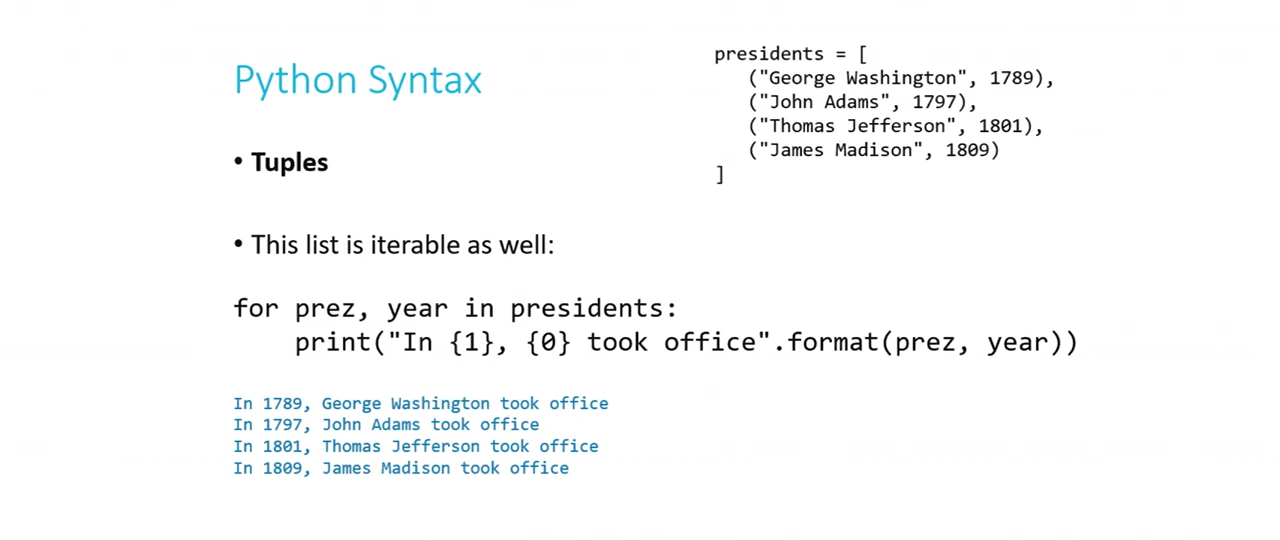 Python Syntax
• Tuples
presidents = [
("George Washington", 1789),
("John Adams", 1797),
("Thomas Jefferson", 1801),
("James Madison", 1809)
]
• This list is iterable as well:
for prez, year in presidents:
print("In {1}, {0} took office".format(prez, year))
In 1789, George Washington took office
In 1797, John Adams took office
In 1801, Thomas Jefferson took office
In 1809, James Madison took office